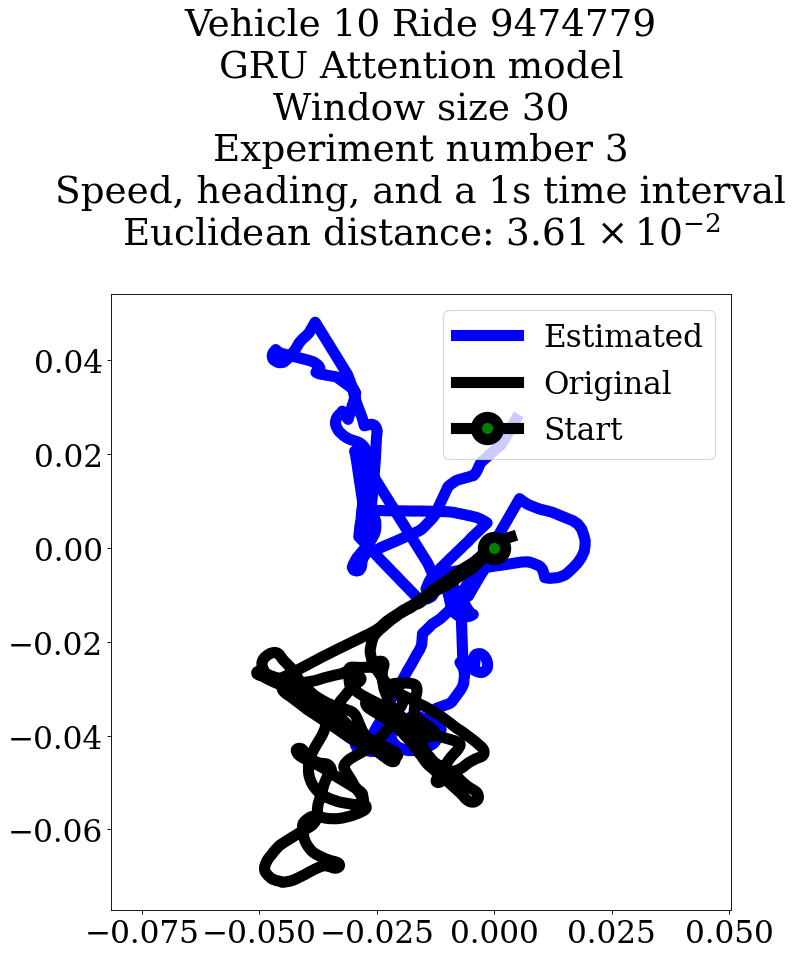 Vehicle 10 Ride 9474779
GRU Attention model
Window size 30
Experiment number 3
Speed, heading, and a 1s time interval
Euclidean distance: 3.61 × 10⁻²
Estimated
Original
Start
0.04
0.02
0.00
−0.02
−0.04
−0.06
−0.075 −0.050 −0.025 0.000 0.025 0.050